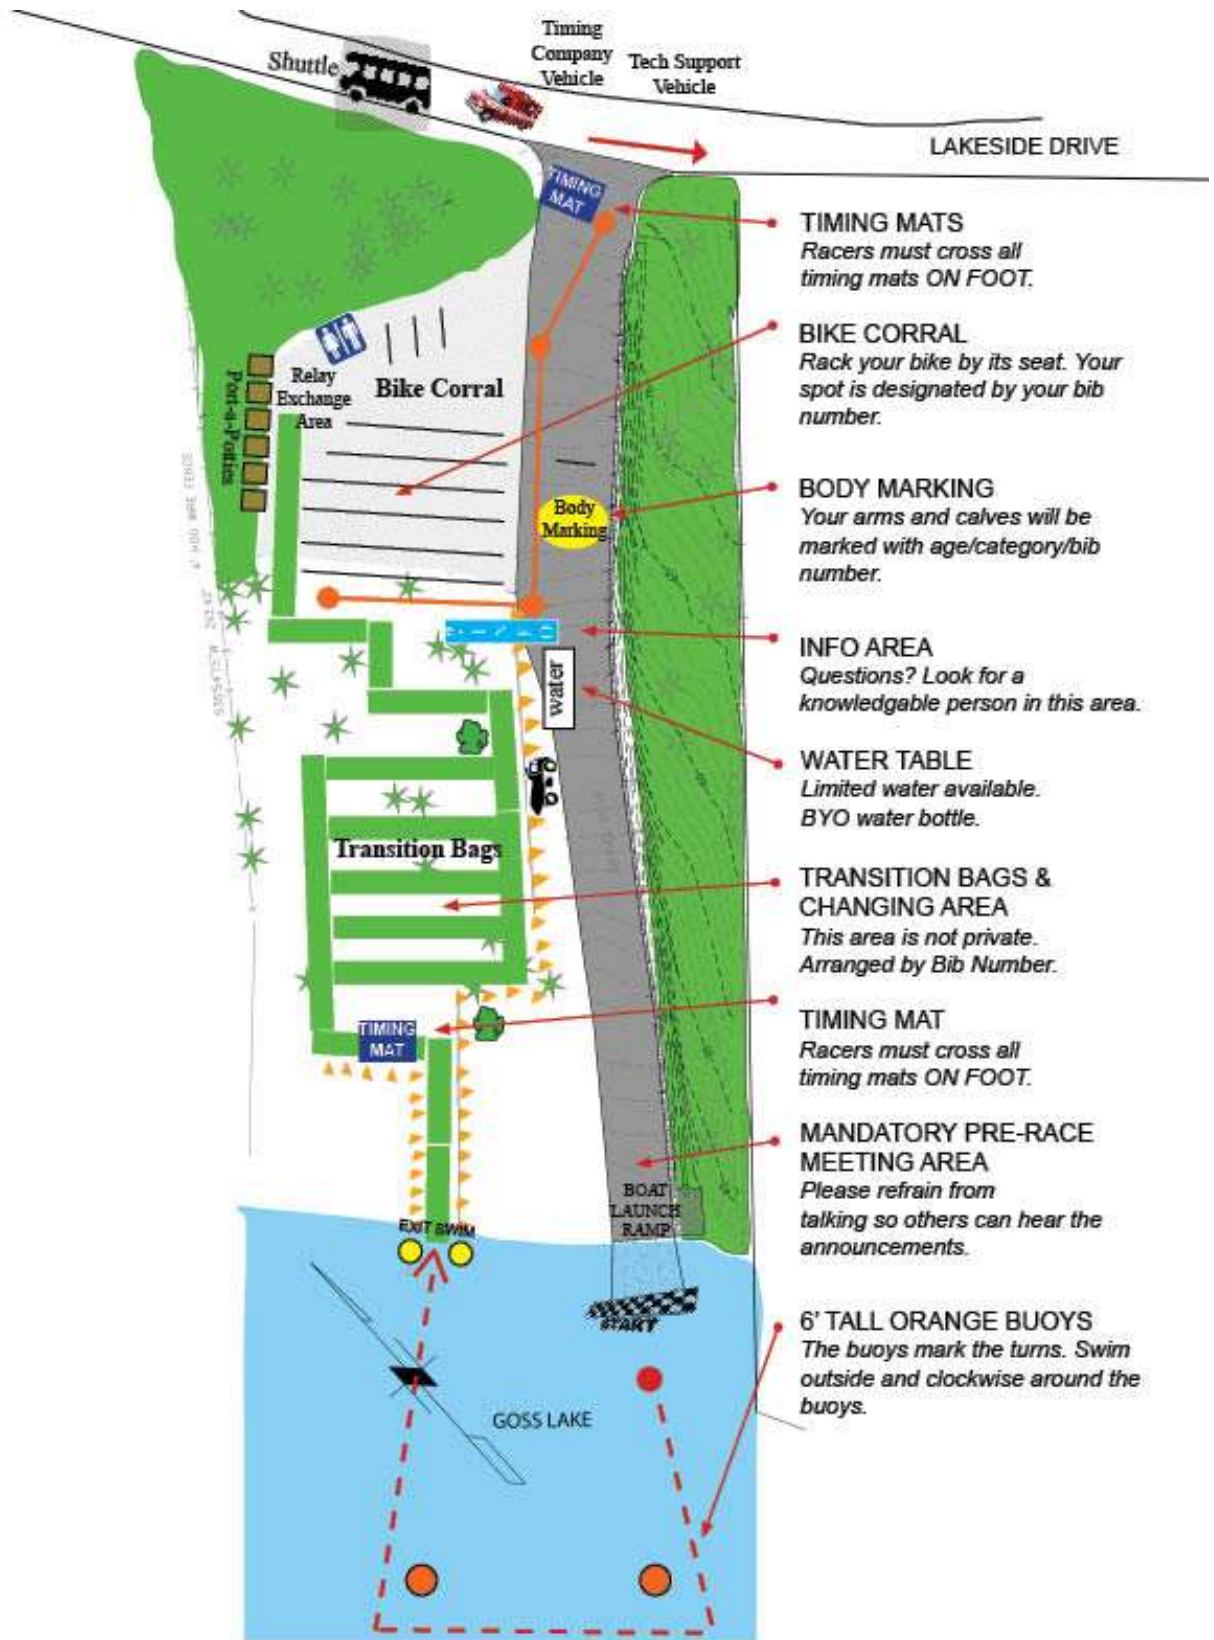 Timing
Company
Vehicle
Tech Support
Vehicle
Shuttle
LAKESIDE DRIVE
TIMING
MAT
TIMING MATS
Racers must cross all
timing mats ON FOOT.
BIKE CORRAL
Rack your bike by its seat. Your
spot is designated by your bib
number.
Port-a-Potties
Relay
Exchange
Area
Bike Corral
BODY MARKING
Your arms and calves will be
marked with age/category/bib
number.
Body
Marking
4' HOG WIRE FENCE
INFO AREA
Questions? Look for a
knowledgable person in this area.
water
WATER TABLE
Limited water available.
BYO water bottle.
Transition Bags
TRANSITION BAGS &
CHANGING AREA
This area is not private.
Arranged by Bib Number.
TIMING
MAT
TIMING MAT
Racers must cross all
timing mats ON FOOT.
MANDATORY PRE-RACE
MEETING AREA
Please refrain from
talking so others can hear the
announcements.
BOAT
LAUNCH
RAMP
EXIT SWIM
START
6' TALL ORANGE BUOYS
The buoys mark the turns. Swim
outside and clockwise around the
buoys.
GOSS LAKE